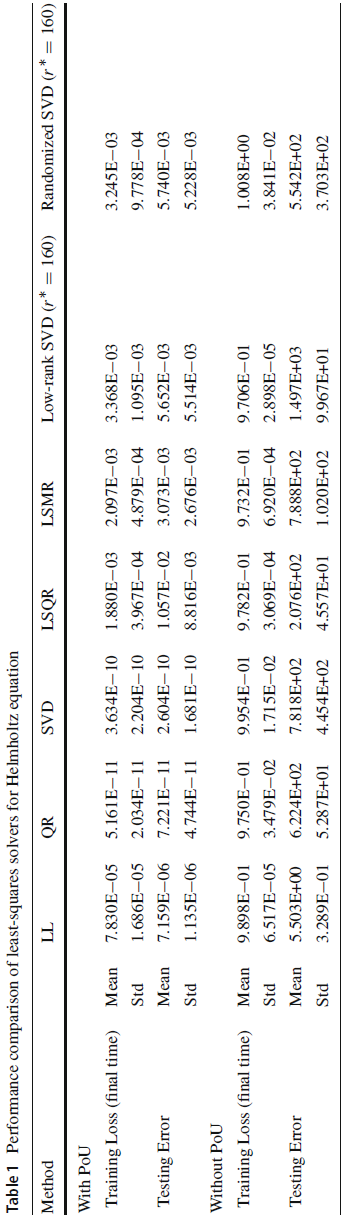 Table 1 Performance comparison of least-squares solvers for Helmholtz equation
Method LL QR SVD LSQR LSMR Low-rank SVD (r* = 160) Randomized SVD (r* = 160)
With PoU
Training Loss (final time) Mean 7.830E−05 5.161E−11 3.634E−10 1.880E−03 2.097E−03 3.368E−03 3.245E−03
Std 1.686E−05 2.034E−11 2.204E−10 3.967E−04 4.879E−04 1.095E−03 9.778E−04
Testing Error Mean 7.159E−06 7.221E−11 2.604E−10 1.057E−02 3.073E−03 5.652E−03 5.740E−03
Std 1.135E−06 4.744E−11 1.681E−10 8.816E−03 2.676E−03 5.514E−03 5.228E−03
Without PoU
Training Loss (final time) Mean 9.898E−01 9.750E−01 9.954E−01 9.782E−01 9.732E−01 9.706E−01 1.008E+00
Std 6.517E−05 3.479E−02 1.715E−02 3.069E−04 6.920E−04 2.898E−05 3.841E−02
Testing Error Mean 5.503E+00 6.224E+02 7.818E+02 2.076E+02 7.888E+02 1.497E+03 5.542E+02
Std 3.289E−01 5.287E+01 4.454E+02 4.557E+01 1.020E+02 9.967E+01 3.703E+02